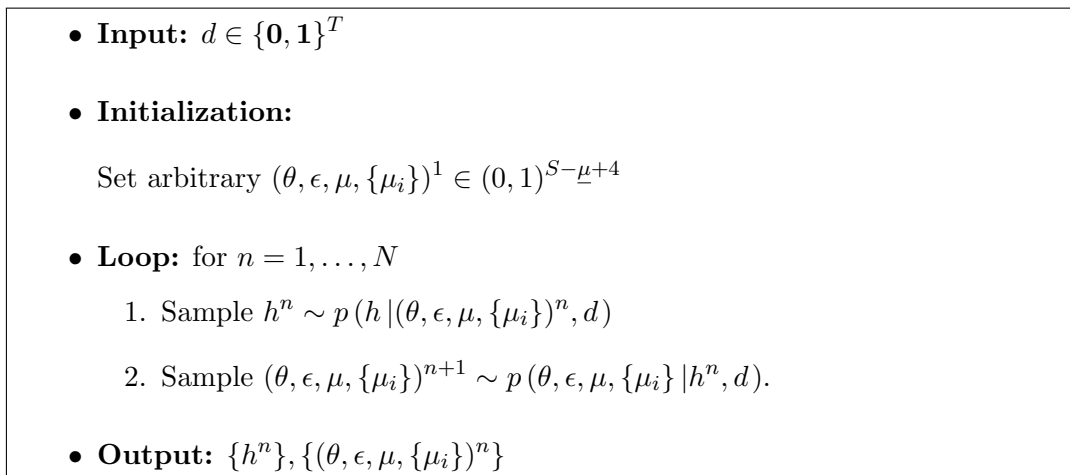 • Input: d ∈ {0, 1}^T
• Initialization:
Set arbitrary (θ, ϵ, μ, {μ_i})^1 ∈ (0, 1)^{S−\underline{μ}+4}
• Loop: for n = 1, . . . , N
1. Sample h^n ∼ p (h |(θ, ϵ, μ, {μ_i})^n, d)
2. Sample (θ, ϵ, μ, {μ_i})^{n+1} ∼ p (θ, ϵ, μ, {μ_i} |h^n, d).
• Output: {h^n}, {(θ, ϵ, μ, {μ_i})^n}